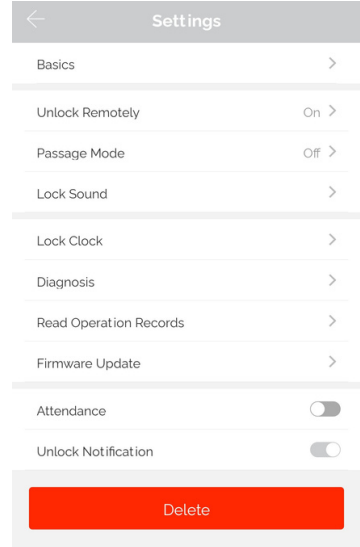 Settings
Basics
Unlock Remotely On
Passage Mode Off
Lock Sound
Lock Clock
Diagnosis
Read Operation Records
Firmware Update
Attendance
Unlock Notification
Delete